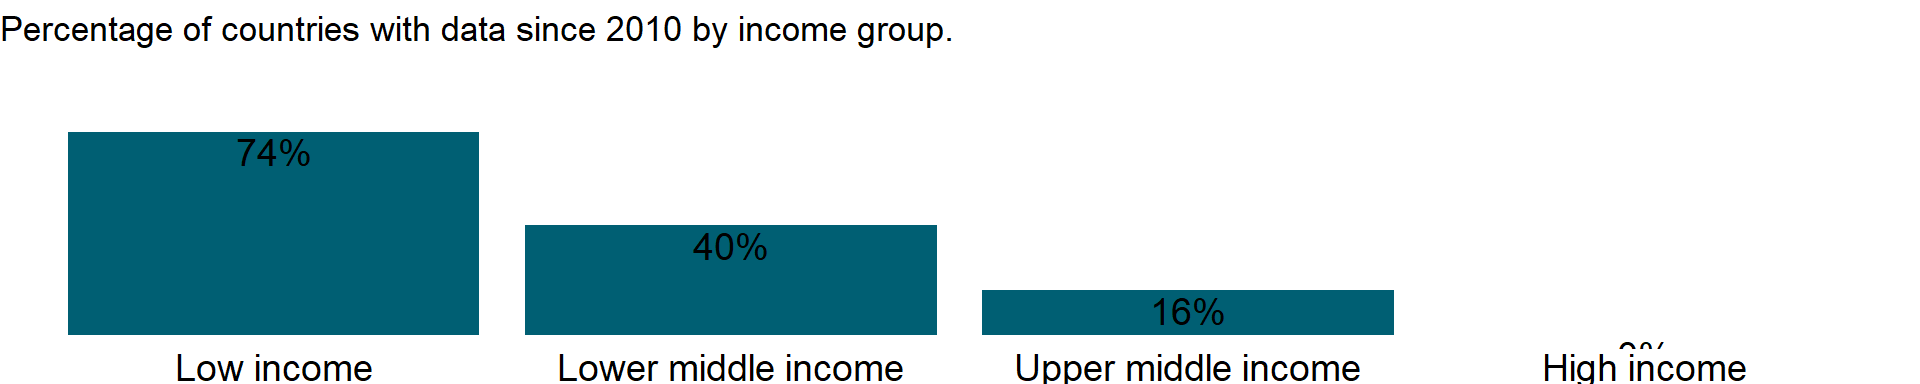 Percentage of countries with data since 2010 by income group.
74%
40%
16%
Low income
Lower middle income
Upper middle income
High income